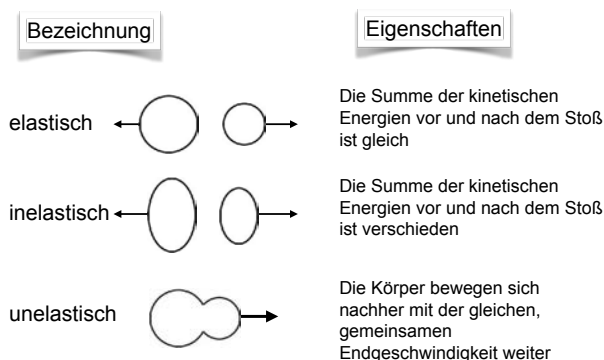 Bezeichnung
Eigenschaften
elastisch
Die Summe der kinetischen
Energien vor und nach dem Stoß
ist gleich
inelastisch
Die Summe der kinetischen
Energien vor und nach dem Stoß
ist verschieden
unelastisch
Die Körper bewegen sich
nachher mit der gleichen,
gemeinsamen
Endgeschwindigkeit weiter